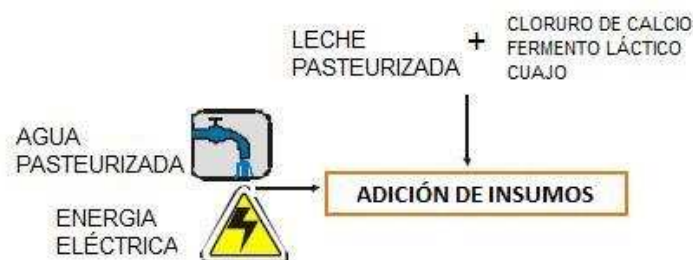 LECHE
PASTEURIZADA
+
CLORURO DE CALCIO
FERMENTO LÁCTICO
CUAJO
AGUA
PASTEURIZADA
ENERGIA
ELÉCTRICA
ADICIÓN DE INSUMOS